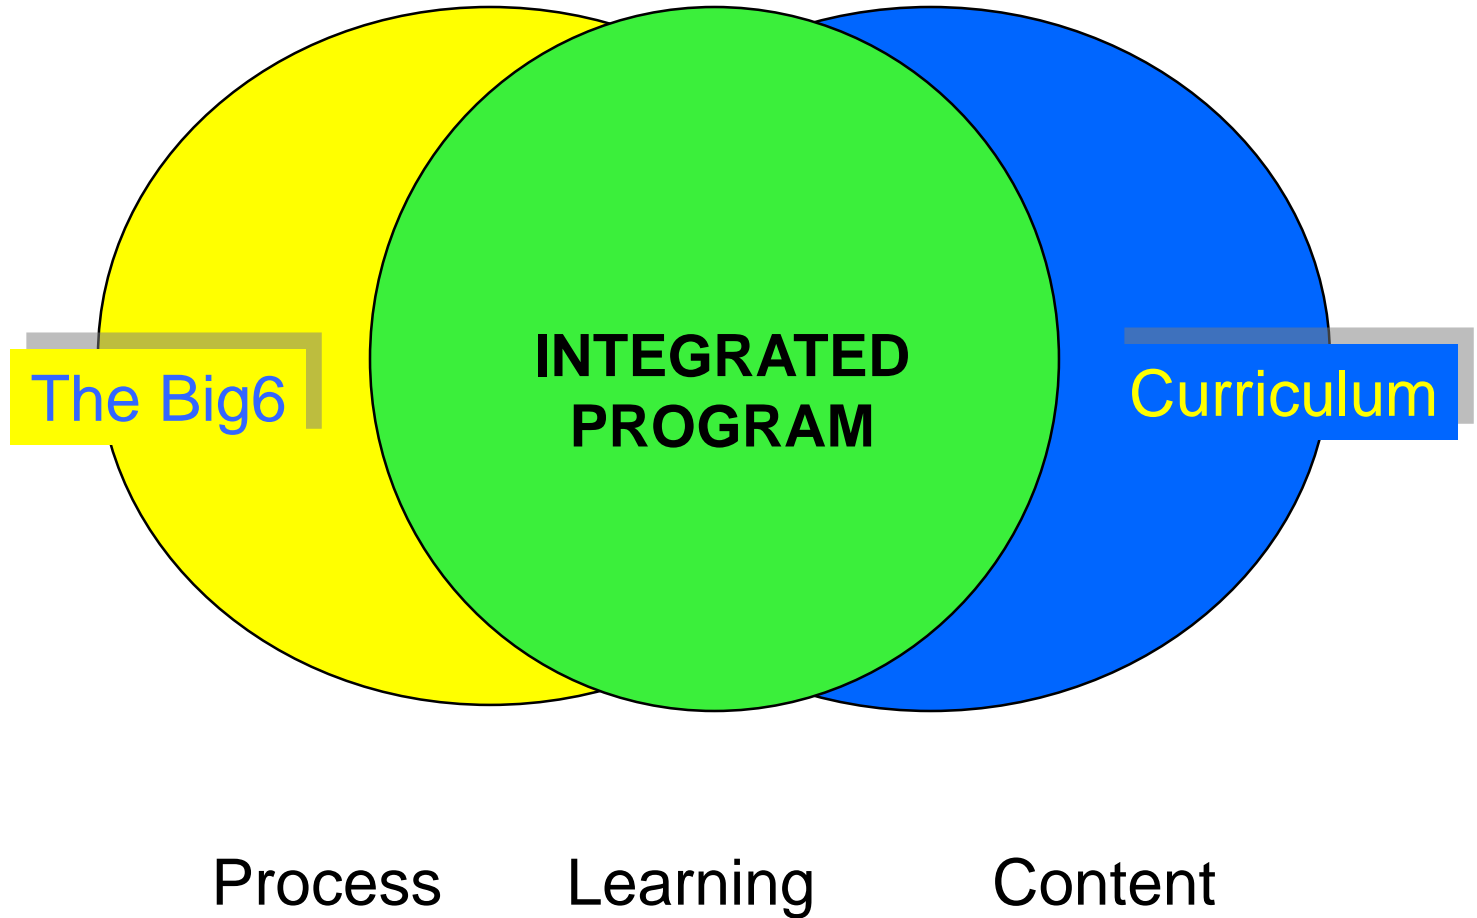 INTEGRATED
PROGRAM
The Big6
Curriculum
Process Learning Content